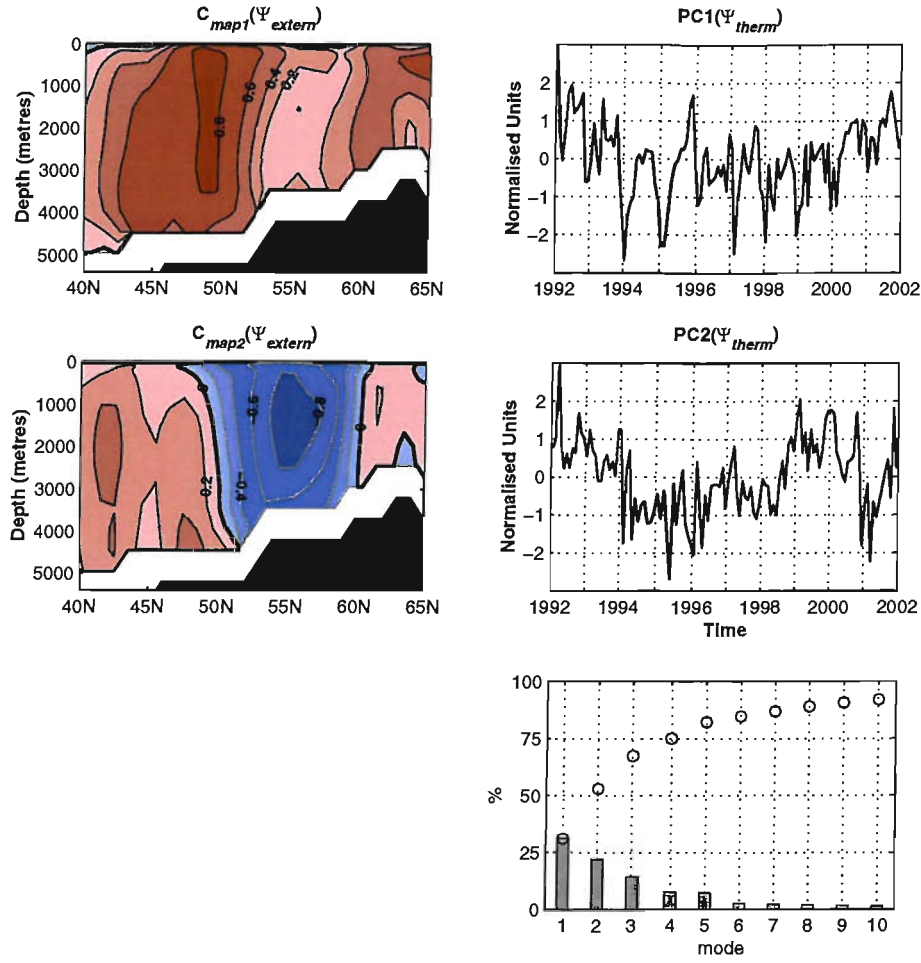 C_map1(Ψ_extern)
0
1000
2000
3000
4000
5000
Depth (metres)
0.8
0.6
0.4
0.2
40N 45N 50N 55N 60N 65N
PC1(Ψ_therm)
2
1
0
−1
−2
Normalised Units
1992 1994 1996 1998 2000 2002
C_map2(Ψ_extern)
0
1000
2000
3000
4000
5000
Depth (metres)
0
0.2
−0.4
−0.6
−0.8
0
40N 45N 50N 55N 60N 65N
PC2(Ψ_therm)
2
1
0
−1
−2
Normalised Units
1992 1994 1996 1998 2000 2002
Time
100
75
50
25
0
%
1 2 3 4 5 6 7 8 9 10
mode